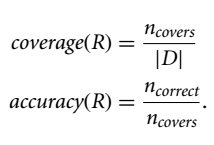 coverage(R) = n_covers / |D|
accuracy(R) = n_correct / n_covers.